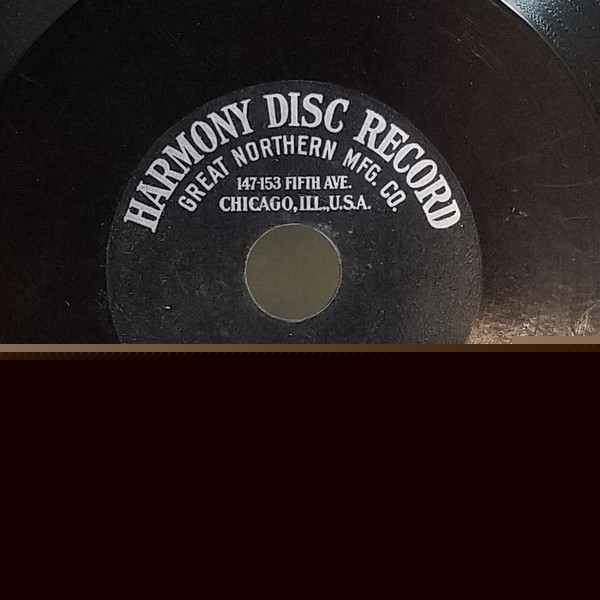 HARMONY DISC RECORD
GREAT NORTHERN MFG. CO.
147-153 FIFTH AVE.
CHICAGO, ILL., U.S.A.